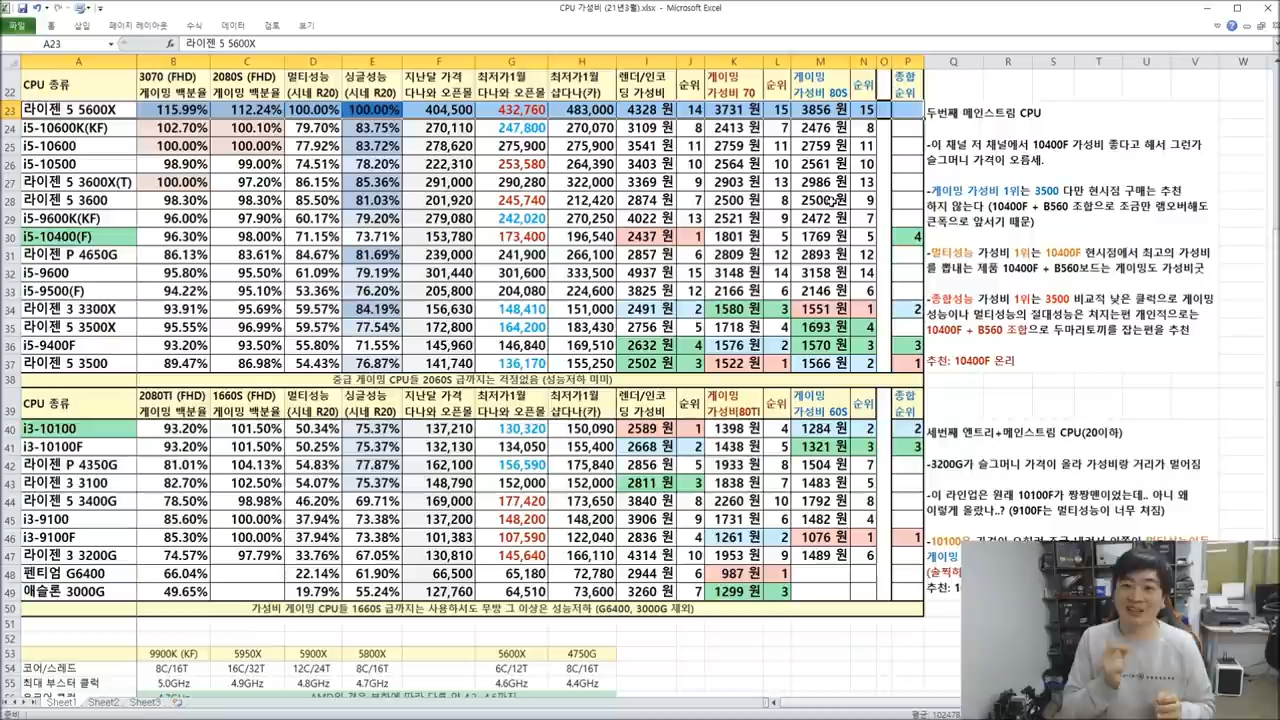 CPU 가성비 (21년3월).xlsx - Microsoft Excel
파일 홈 삽입 페이지 레이아웃 수식 데이터 검토 보기
A23 fx 라이젠 5 5600X
A B C D E F G H I J K L M N O P Q R S T U V W
22 CPU 종류 3070 (FHD) 게이밍 백분율 2080S (FHD) 게이밍 백분율 멀티성능 (시네 R20) 싱글성능 (시네 R20) 지난달 가격 다나와 오픈몰 최저가1월 다나와 오픈몰 최저가1월 샵다나(카) 렌더/인코딩 가성비 순위 게이밍 가성비 70 순위 게이밍 가성비 80S 순위 종합 순위
23 라이젠 5 5600X 115.99% 112.24% 100.00% 100.00% 404,500 432,760 483,000 4328 원 14 3731 원 15 3856 원 15
24 i5-10600K(KF) 102.70% 100.10% 79.70% 83.75% 270,110 247,800 270,070 3109 원 8 2413 원 7 2476 원 8
25 i5-10600 100.00% 100.00% 77.92% 83.72% 278,620 275,900 275,900 3541 원 11 2759 원 11 2759 원 11
26 i5-10500 98.90% 99.00% 74.51% 78.20% 222,310 253,580 264,390 3403 원 10 2564 원 10 2561 원 10
27 라이젠 5 3600X(T) 100.00% 97.20% 86.15% 85.36% 291,000 290,280 322,000 3369 원 9 2903 원 13 2986 원 13
28 라이젠 5 3600 98.30% 98.30% 85.50% 81.03% 201,920 245,740 212,420 2874 원 7 2500 원 8 2500 원 9
29 i5-9600K(KF) 96.00% 97.90% 60.17% 79.20% 279,080 242,020 270,250 4022 원 13 2521 원 9 2472 원 7
30 i5-10400(F) 96.30% 98.00% 71.15% 73.71% 153,780 173,400 196,540 2437 원 1 1801 원 5 1769 원 5 4
31 라이젠 P 4650G 86.13% 83.61% 84.67% 81.69% 239,000 241,900 266,100 2857 원 6 2809 원 12 2893 원 12
32 i5-9600 95.80% 95.50% 61.09% 79.19% 301,440 301,600 333,500 4937 원 15 3148 원 14 3158 원 14
33 i5-9500(F) 94.22% 95.10% 53.36% 76.20% 205,800 204,080 224,600 3825 원 12 2166 원 6 2146 원 6
34 라이젠 3 3300X 93.91% 95.69% 59.57% 84.19% 156,630 148,410 151,000 2491 원 2 1580 원 3 1551 원 1 2
35 라이젠 5 3500X 95.55% 96.99% 59.57% 77.54% 172,800 164,200 183,430 2756 원 5 1718 원 4 1693 원 4
36 i5-9400F 94.20% 93.50% 55.80% 71.55% 145,960 146,840 169,510 2632 원 4 1576 원 2 1570 원 3 3
37 라이젠 5 3500 89.47% 86.98% 54.43% 76.87% 141,740 136,170 155,250 2502 원 3 1522 원 1 1566 원 2 1
38 중급 게이밍 CPU들 2060S 급까지는 걱정없음 (성능저하 미미)
39 CPU 종류 2080TI (FHD) 게이밍 백분율 1660S (FHD) 게이밍 백분율 멀티성능 (시네 R20) 싱글성능 (시네 R20) 지난달 가격 다나와 오픈몰 최저가1월 다나와 오픈몰 최저가1월 샵다나(카) 렌더/인코딩 가성비 순위 게이밍 가성비80TI 순위 게이밍 가성비 60S 순위 종합 순위
40 i3-10100 93.20% 101.50% 50.34% 75.37% 137,210 130,320 150,090 2589 원 1 1398 원 4 1284 원 2 2
41 i3-10100F 93.20% 101.50% 50.25% 75.37% 132,130 134,050 155,400 2668 원 2 1438 원 5 1321 원 3 3
42 라이젠 P 4350G 81.01% 104.13% 54.83% 77.87% 162,100 156,590 175,840 2856 원 5 1933 원 8 1504 원 7
43 라이젠 3 3100 82.70% 102.50% 54.07% 75.37% 148,790 152,000 152,000 2811 원 3 1838 원 7 1483 원 5
44 라이젠 5 3400G 78.50% 98.98% 46.20% 69.71% 169,000 177,420 173,650 3840 원 8 2260 원 10 1792 원 8
45 i3-9100 85.60% 100.00% 37.94% 73.38% 137,200 148,200 148,200 3906 원 9 1731 원 6 1482 원 4
46 i3-9100F 85.60% 100.00% 37.94% 73.38% 101,383 107,590 122,040 2836 원 4 1261 원 2 1076 원 1 1
47 라이젠 3 3200G 74.57% 97.79% 33.76% 67.05% 130,810 145,640 166,110 4314 원 10 1953 원 9 1489 원 6
48 펜티엄 G6400 66.04% 22.14% 61.90% 66,500 65,180 72,780 2944 원 6 987 원 1
49 애슬론 3000G 49.65% 19.79% 55.24% 127,760 64,510 73,600 3260 원 7 1299 원 3
50 가성비 게이밍 CPU들 1660S 급까지는 사용하셔도 무방 그 이상은 성능저하 (G6400, 3000G 제외)
51
52
53 9900K (KF) 5950X 5900X 5800X 5600X 4750G
54 코어/스레드 8C/16T 16C/32T 12C/24T 8C/16T 6C/12T 8C/16T
55 최대 부스터 클럭 5.0GHz 4.9GHz 4.8GHz 4.7GHz 4.6GHz 4.4GHz
두번째 메인스트림 CPU
-이 채널 저 채널에서 10400F 가성비 좋다고 해서 그런가
슬그머니 가격이 오름세.
-게이밍 가성비 1위는 3500 다만 현시점 구매는 추천
하지 않는다 (10400F + B560 조합으로 조금만 램오버해도
큰폭으로 앞서기 때문)
-멀티성능 가성비 1위는 10400F 현시점에서 최고의 가성비
를 뽑내는 제품 10400F + B560보드는 게이밍도 가성비굿
-종합성능 가성비 1위는 3500 비교적 낮은 클럭으로 게이밍
성능이나 멀티성능의 절대성능은 쳐지는편 개인적으로는
10400F + B560 조합으로 두마리토끼를 잡는편을 추천
추천: 10400F 온리
세번째 엔트리+메인스트림 CPU(20이하)
-3200G가 슬그머니 가격이 올라 가성비랑 거리가 멀어짐
-이 라인업은 원래 10100F가 짱짱맨이었는데.. 아니 왜
이렇게 올랐나..? (9100F는 멀티성능이 너무 쳐짐)
게이밍
추천: 1
Sheet1 Sheet2 Sheet3
준비